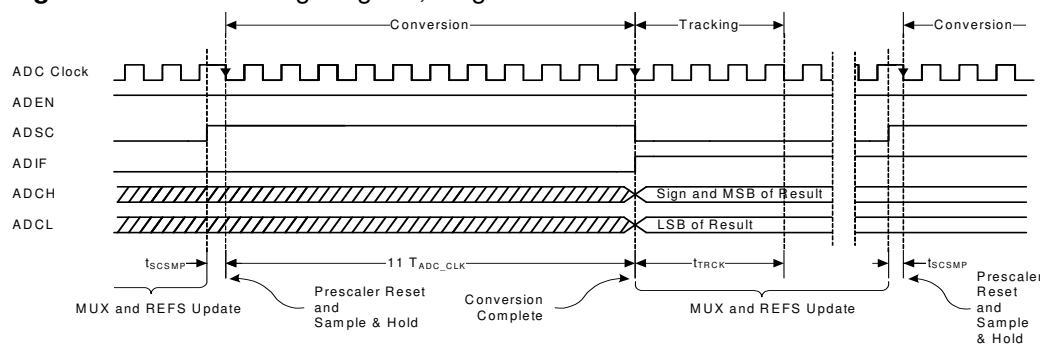 Conversion Tracking Conversion
ADC Clock
ADEN
ADSC
ADIF
ADCH Sign and MSB of Result
ADCL LSB of Result
tSCSMP 11 TADC_CLK tTRCK tSCSMP
MUX and REFS Update
Prescaler Reset
and
Sample & Hold
Conversion
Complete
MUX and REFS Update
Prescaler
Reset
and
Sample
& Hold